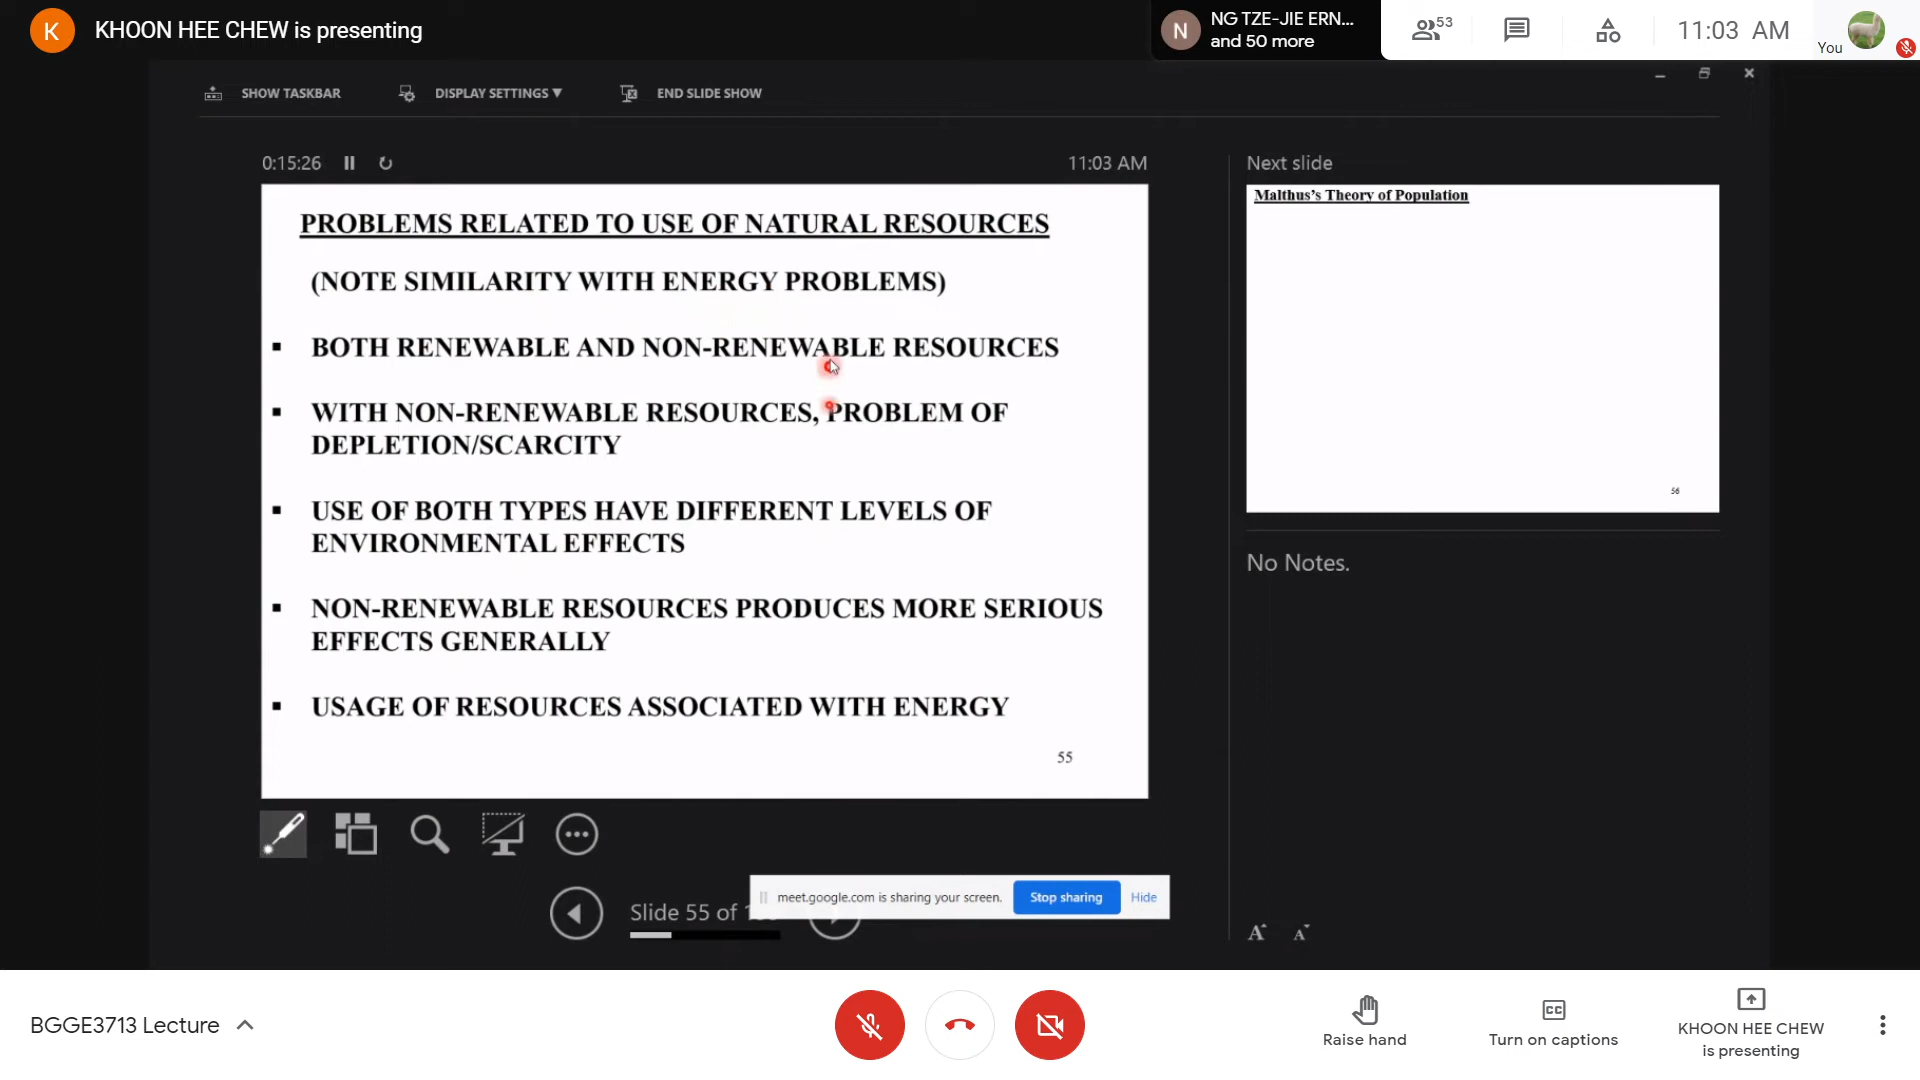 K
KHOON HEE CHEW is presenting
N
NG TZE-JIE ERN...
and 50 more
53
11:03 AM
You
SHOW TASKBAR
DISPLAY SETTINGS ▼
END SLIDE SHOW
0:15:26
11:03 AM
PROBLEMS RELATED TO USE OF NATURAL RESOURCES
(NOTE SIMILARITY WITH ENERGY PROBLEMS)
▪ BOTH RENEWABLE AND NON-RENEWABLE RESOURCES
▪ WITH NON-RENEWABLE RESOURCES, PROBLEM OF
DEPLETION/SCARCITY
▪ USE OF BOTH TYPES HAVE DIFFERENT LEVELS OF
ENVIRONMENTAL EFFECTS
▪ NON-RENEWABLE RESOURCES PRODUCES MORE SERIOUS
EFFECTS GENERALLY
▪ USAGE OF RESOURCES ASSOCIATED WITH ENERGY
55
Next slide
Malthus's Theory of Population
56
No Notes.
Slide 55 of
meet.google.com is sharing your screen.
Stop sharing
Hide
A A
BGGE3713 Lecture
Raise hand
CC
Turn on captions
KHOON HEE CHEW
is presenting